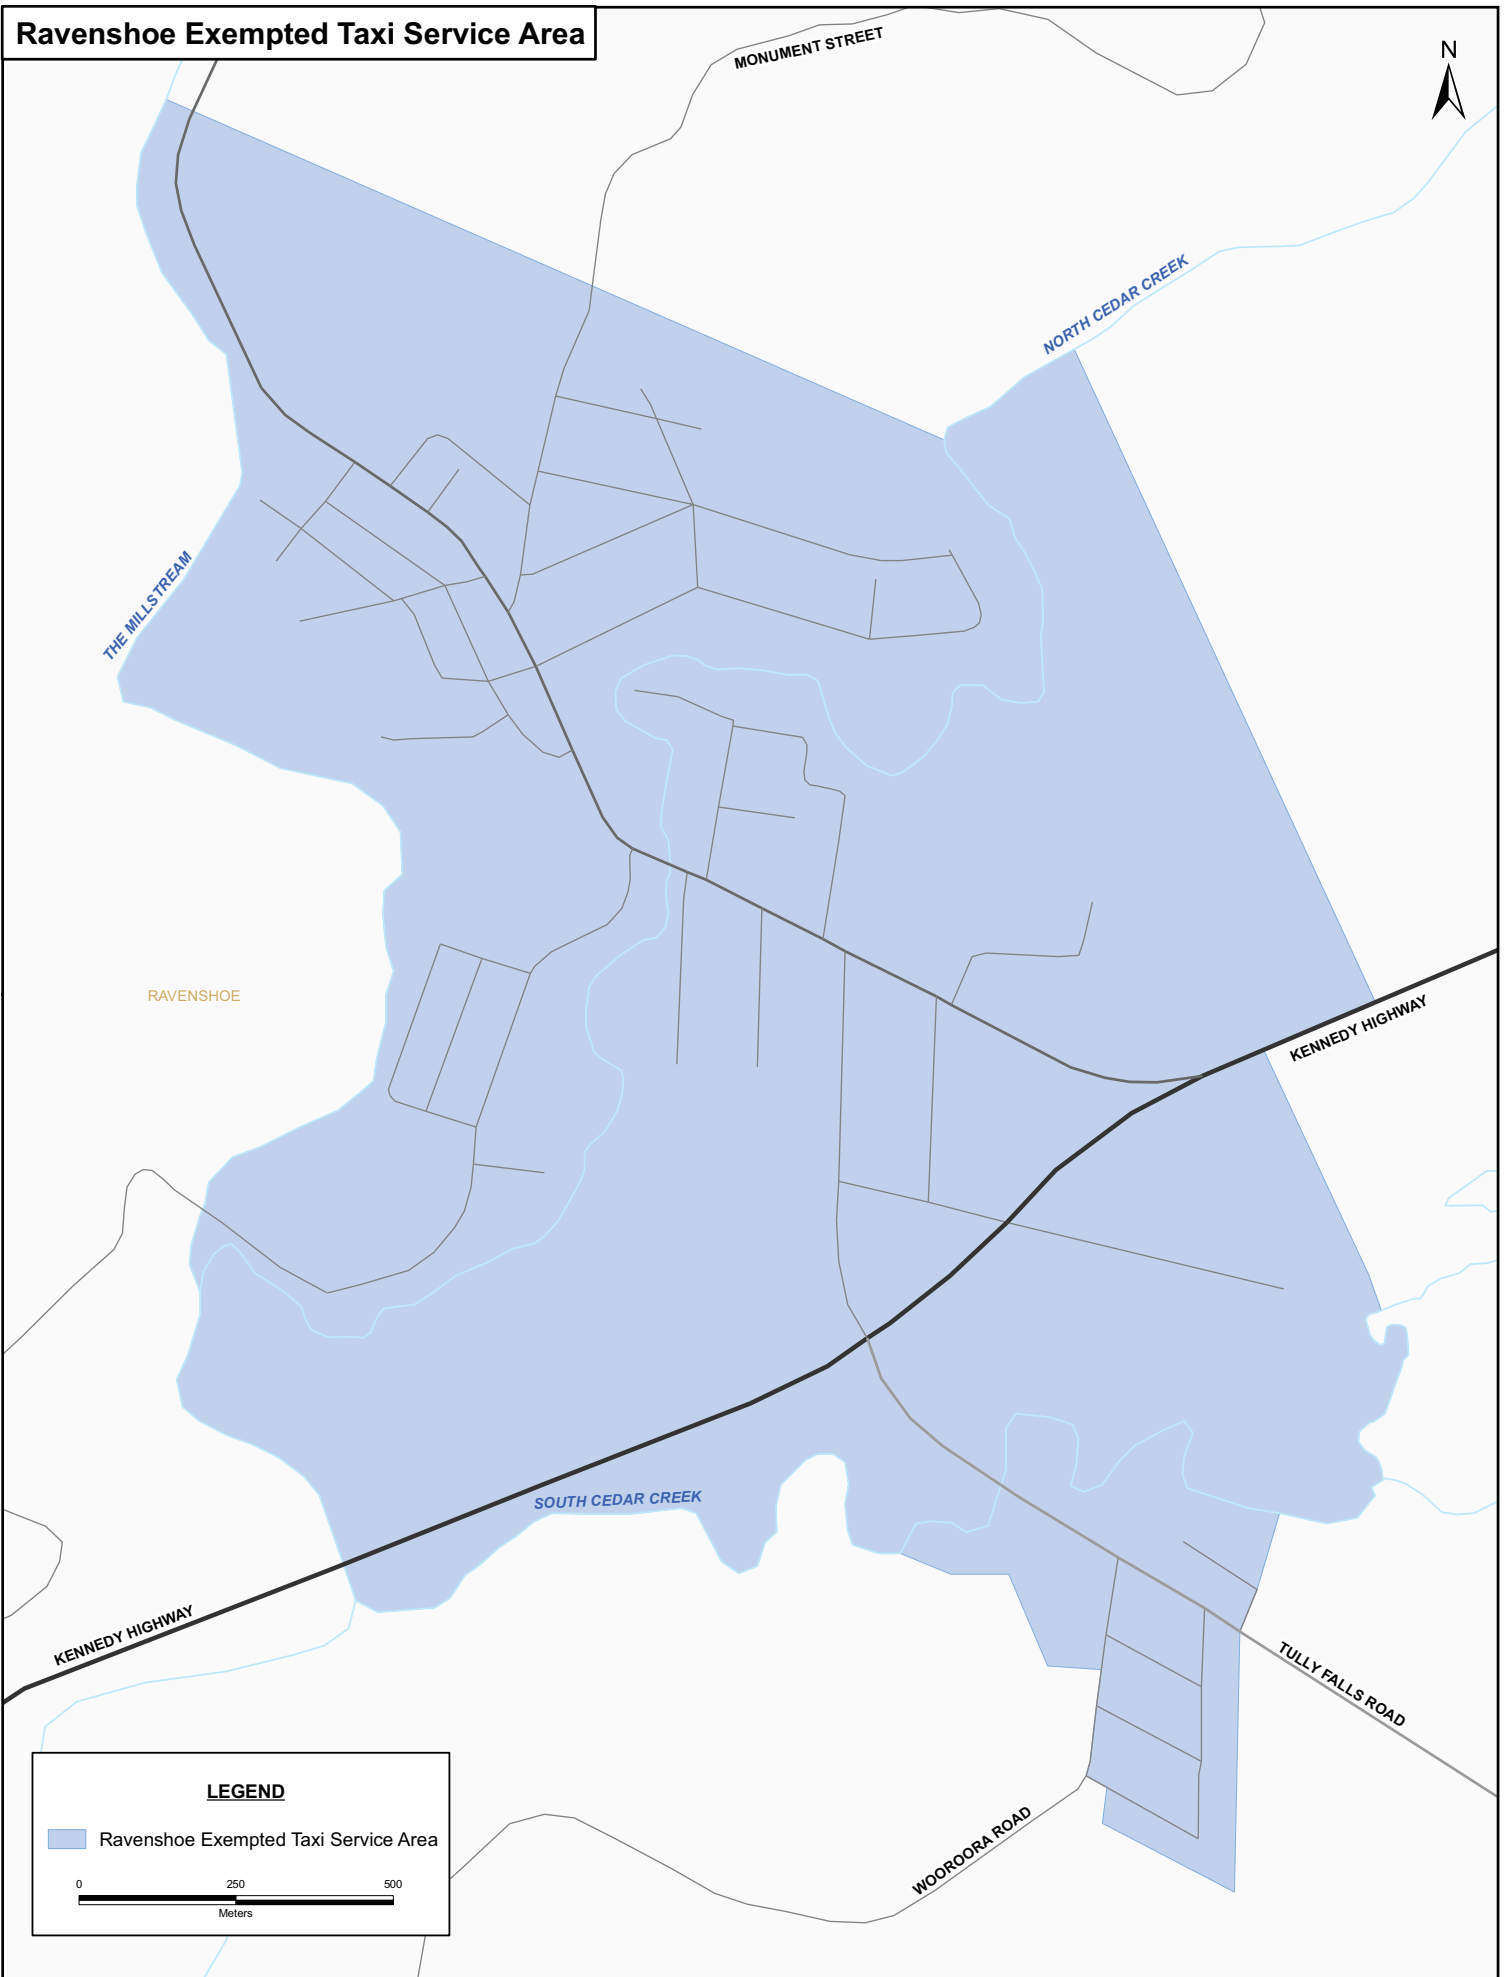 Ravenshoe Exempted Taxi Service Area
MONUMENT STREET
N
NORTH CEDAR CREEK
THE MILLSTREAM
RAVENSHOE
KENNEDY HIGHWAY
SOUTH CEDAR CREEK
KENNEDY HIGHWAY
TULLY FALLS ROAD
WOOROORA ROAD
LEGEND
Ravenshoe Exempted Taxi Service Area
0 250 500
Meters